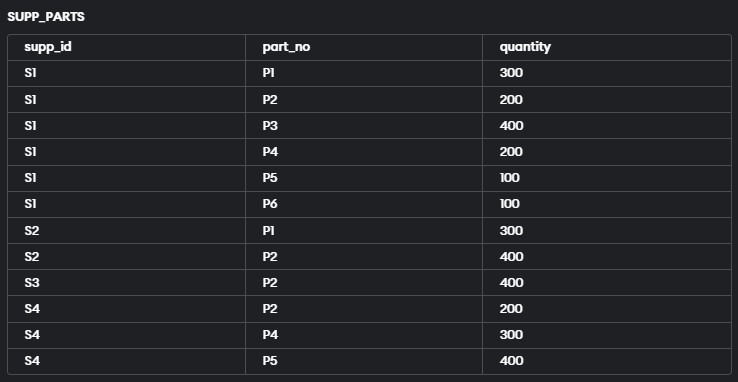 SUPP_PARTS
supp_id part_no quantity
S1 P1 300
S1 P2 200
S1 P3 400
S1 P4 200
S1 P5 100
S1 P6 100
S2 P1 300
S2 P2 400
S3 P2 400
S4 P2 200
S4 P4 300
S4 P5 400